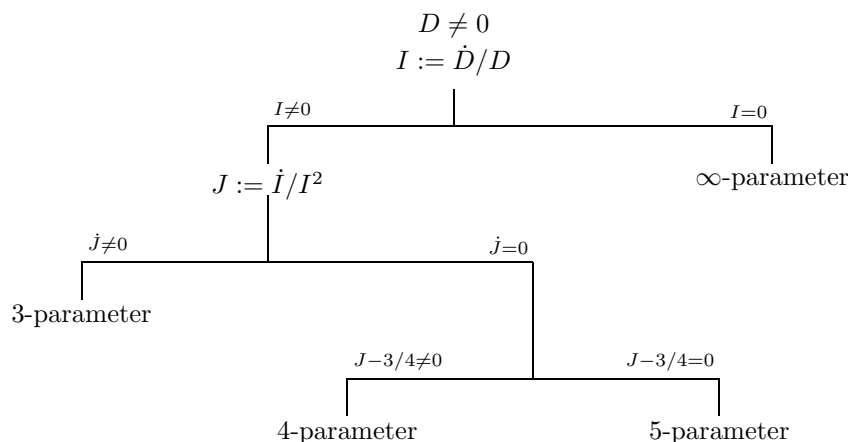 D ≠ 0
I := Ḋ/D
I≠0
I=0
J := İ/I²
∞-parameter
J̇≠0
J̇=0
3-parameter
J−3/4≠0
J−3/4=0
4-parameter
5-parameter